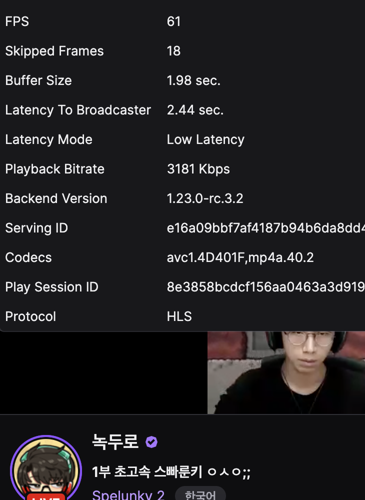 FPS 61
Skipped Frames 18
Buffer Size 1.98 sec.
Latency To Broadcaster 2.44 sec.
Latency Mode Low Latency
Playback Bitrate 3181 Kbps
Backend Version 1.23.0-rc.3.2
Serving ID e16a09bbf7af4187b94b6da8dd4
Codecs avc1.4D401F,mp4a.40.2
Play Session ID 8e3858bcdcf156aa0463a3d919
Protocol HLS
녹두로
1부 초고속 스빠룬키 ㅇㅅㅇ;;
Spelunky 2 한국어